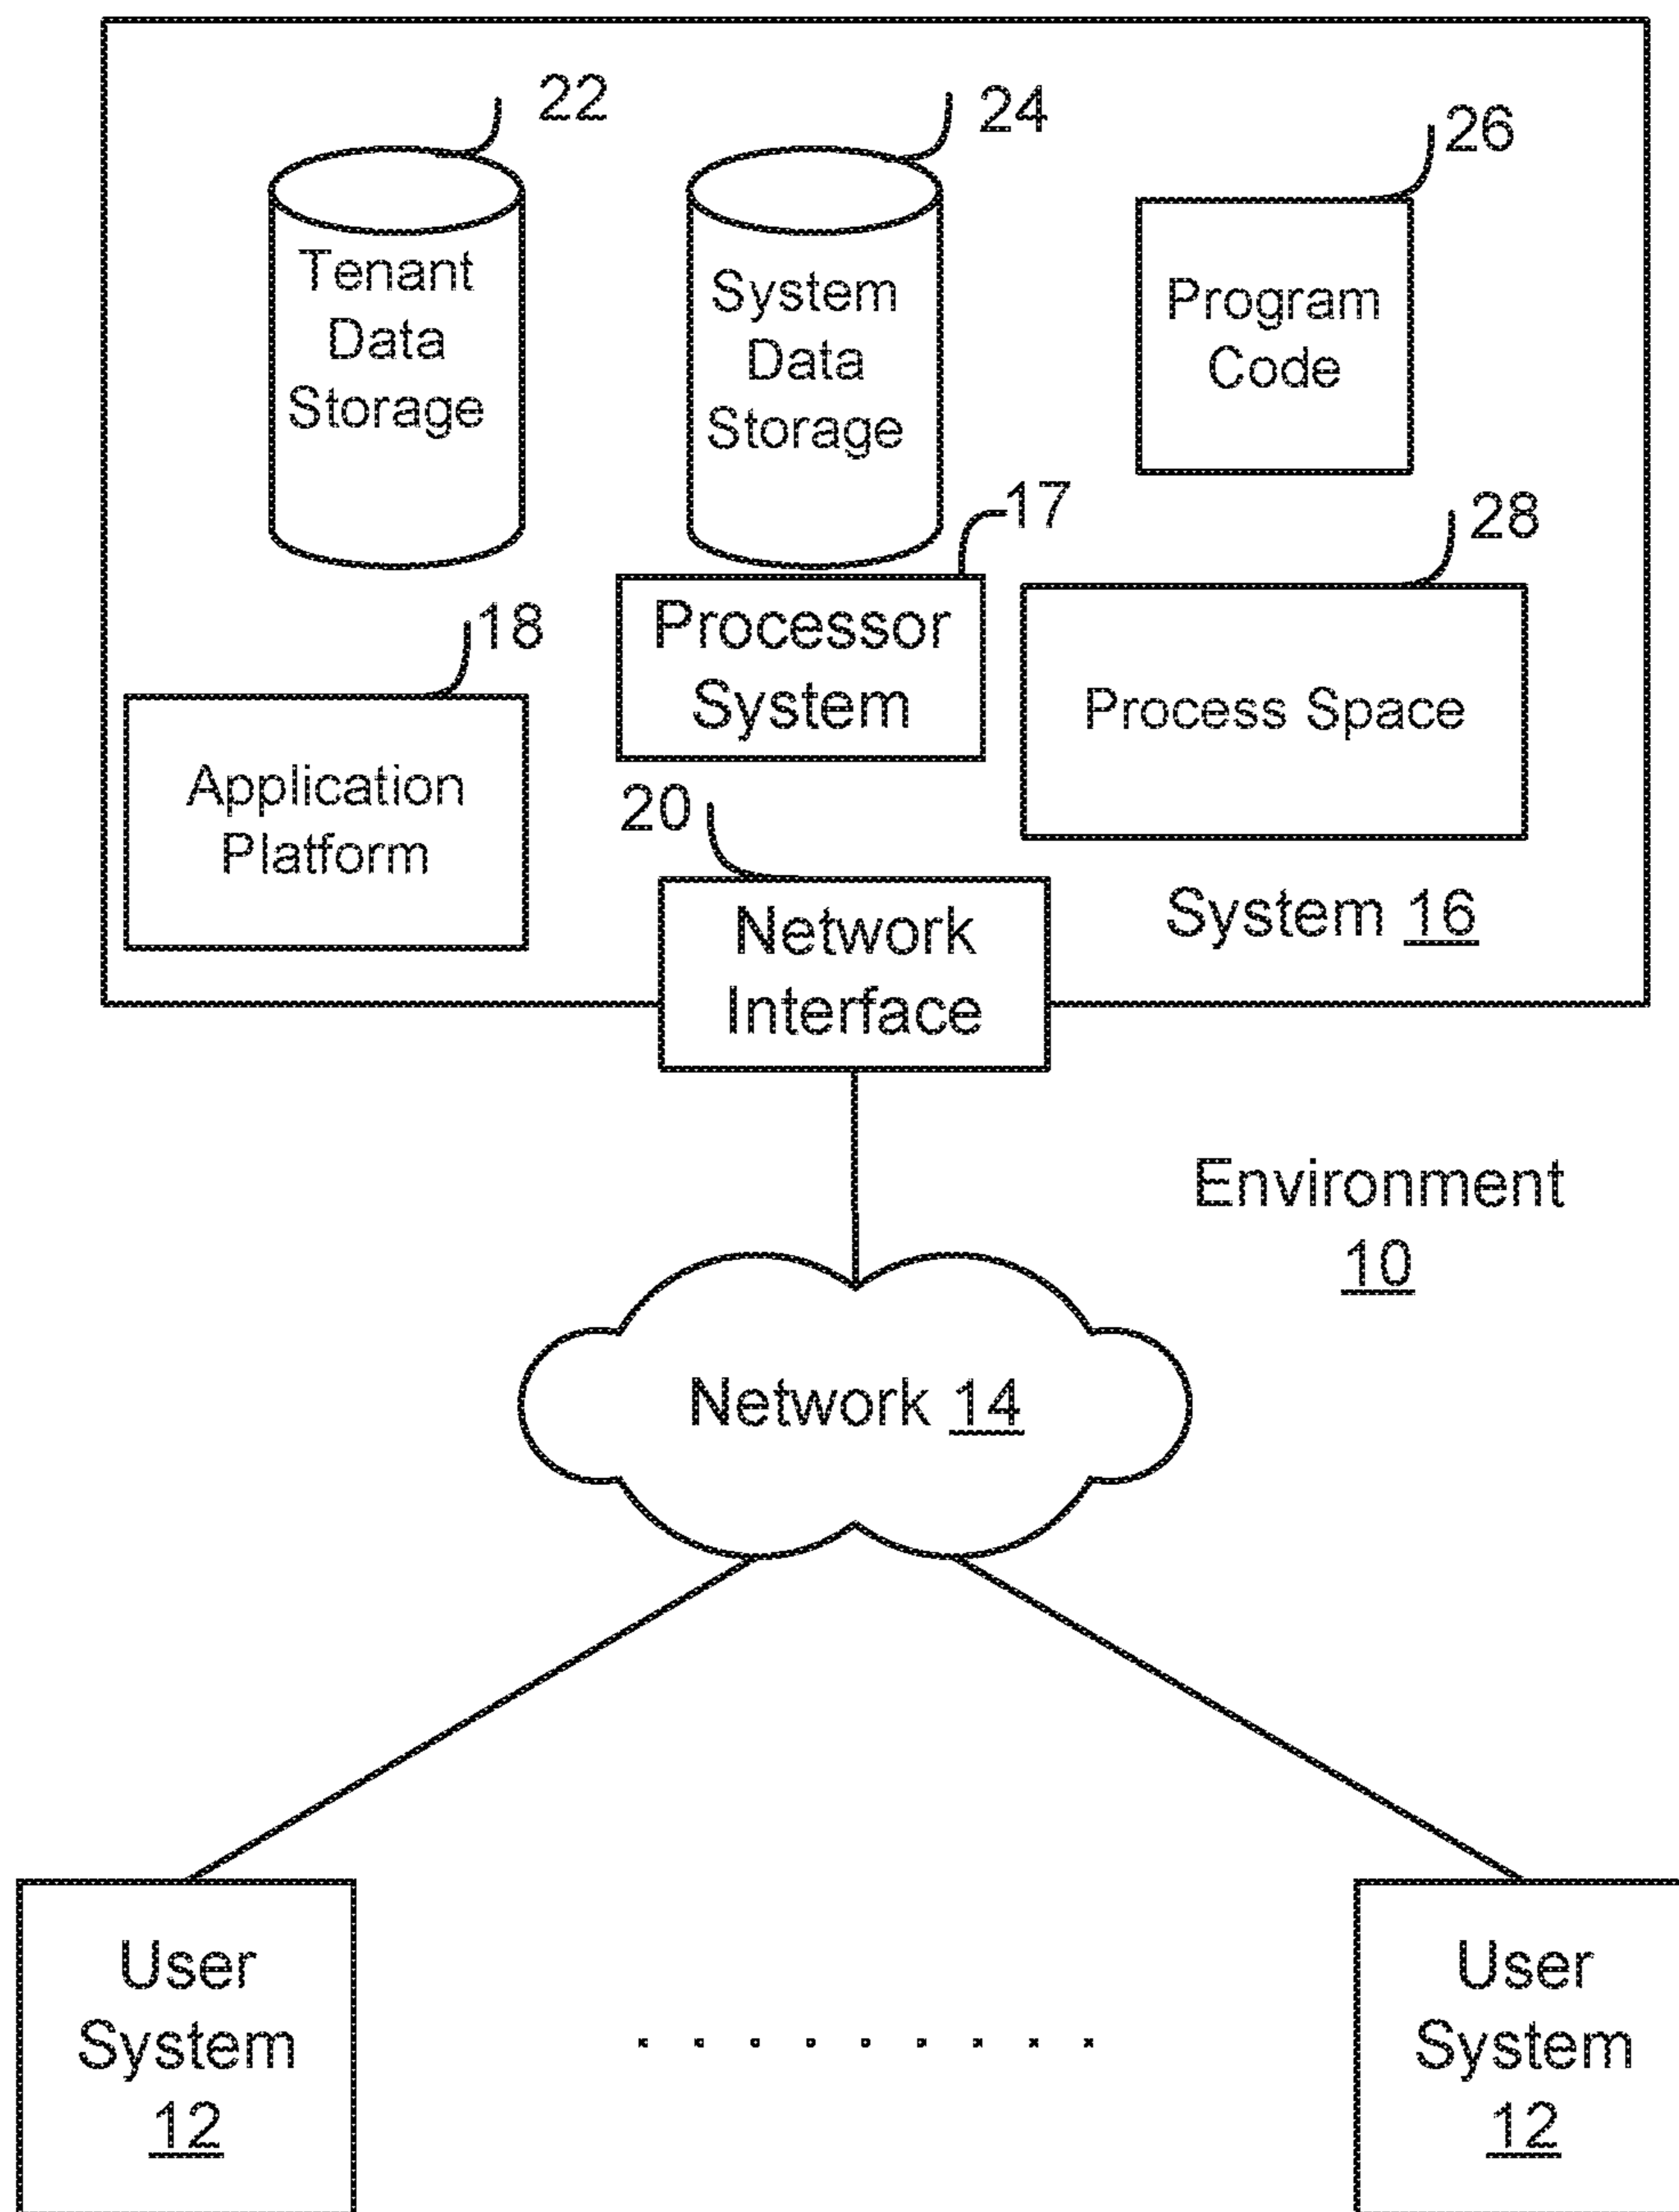 22
24
26
Tenant
Data
Storage
System
Data
Storage
Program
Code
17
28
18
Processor
System
Process Space
Application
Platform
20
Network
Interface
System 16
Environment
10
Network 14
User
System
12
User
System
12